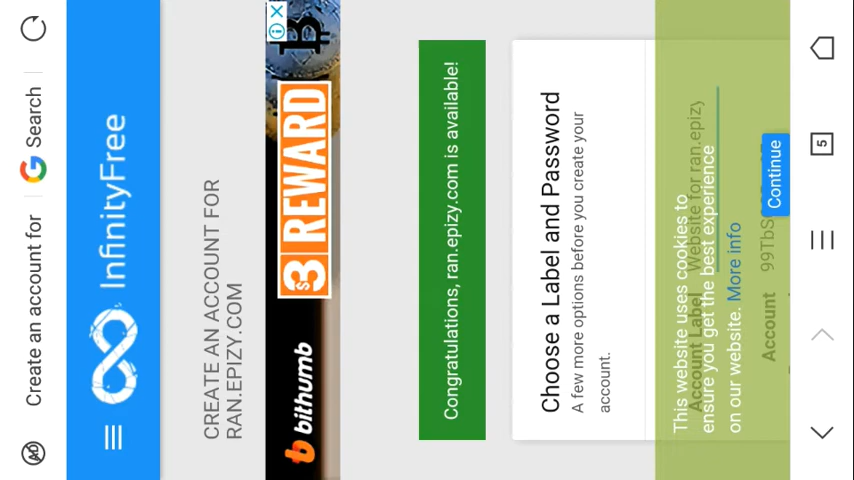 Create an account for
Search
InfinityFree
CREATE AN ACCOUNT FOR
RAN.EPIZY.COM
bithumb
$3 REWARD
Congratulations, ran.epizy.com is available!
Choose a Label and Password
A few more options before you create your
account.
Account Label
Website for ran.epizy
This website uses cookies to
ensure you get the best experience
on our website. More info
Continue
Account
5